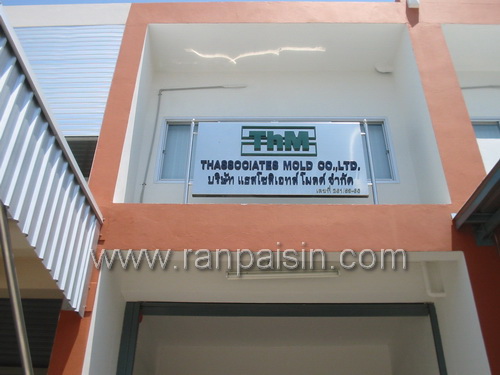 ThM
THASSOCIATES MOLD CO.,LTD.
บริษัท แธสโซซิเอทส์ โมลด์ จำกัด
www.ranpaisin.com